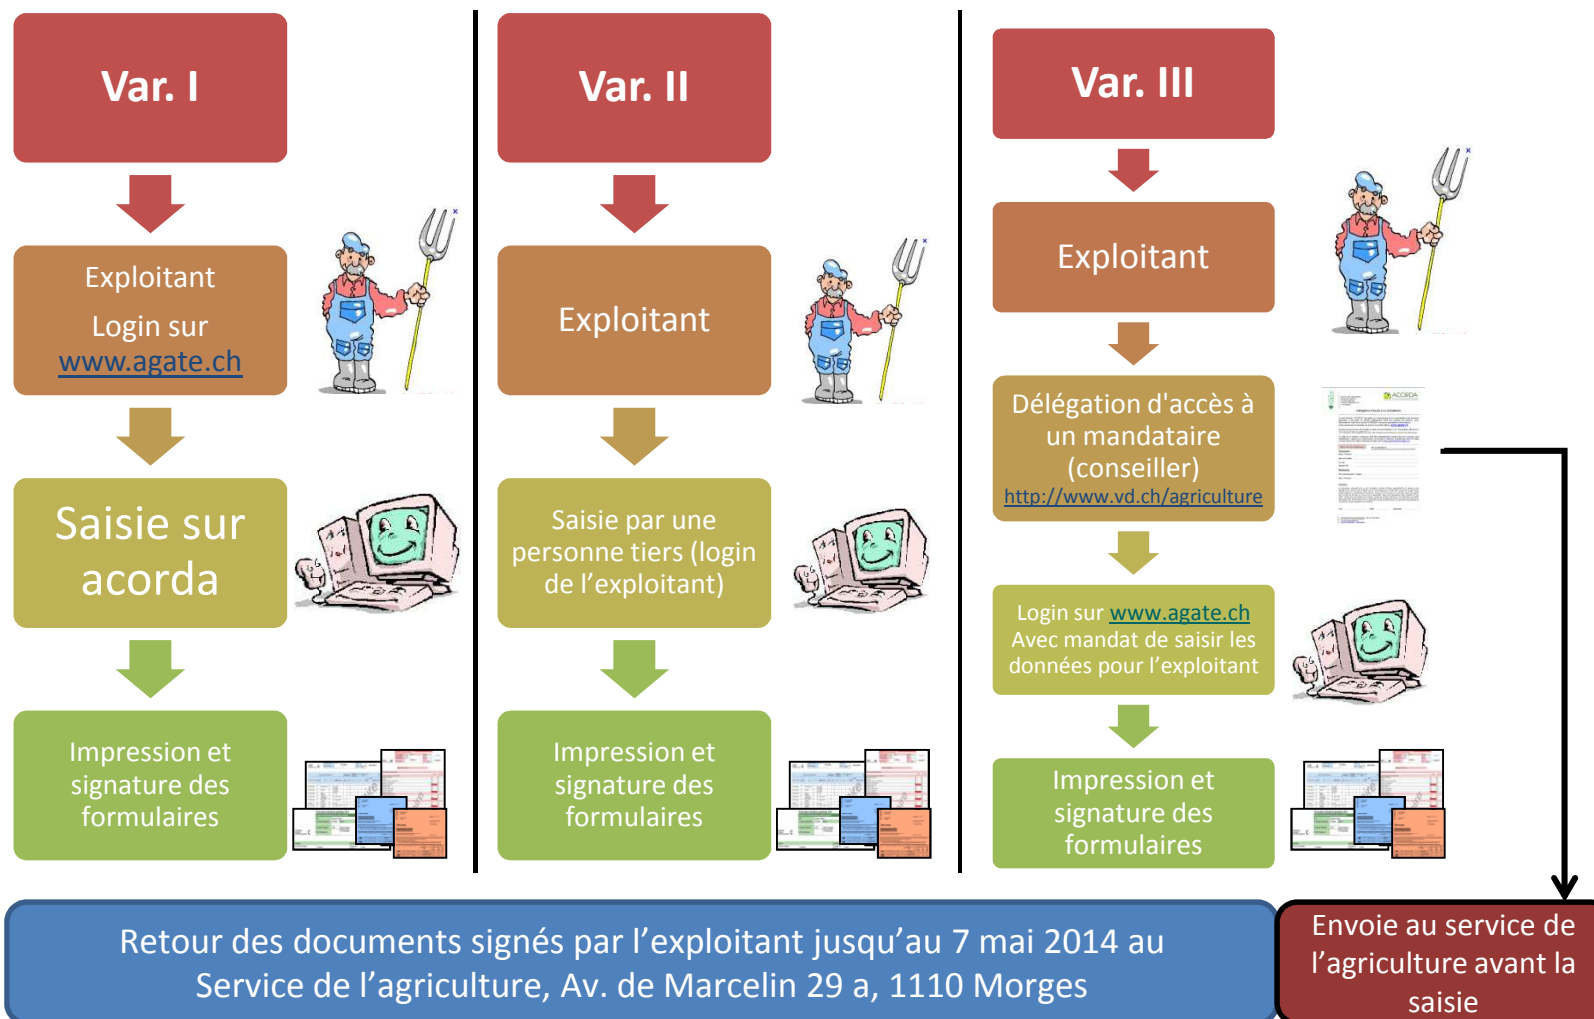 Var. I
Exploitant
Login sur
www.agate.ch
Saisie sur
acorda
Impression et
signature des
formulaires
Var. II
Exploitant
Saisie par une
personne tiers (login
de l'exploitant)
Impression et
signature des
formulaires
Var. III
Exploitant
Délégation d'accès à
un mandataire
(conseiller)
http://www.vd.ch/agriculture
ACORDA
Login sur www.agate.ch
Avec mandat de saisir les
données pour l'exploitant
Impression et
signature des
formulaires
Retour des documents signés par l'exploitant jusqu'au 7 mai 2014 au
Service de l'agriculture, Av. de Marcelin 29 a, 1110 Morges
Envoie au service de
l'agriculture avant la
saisie